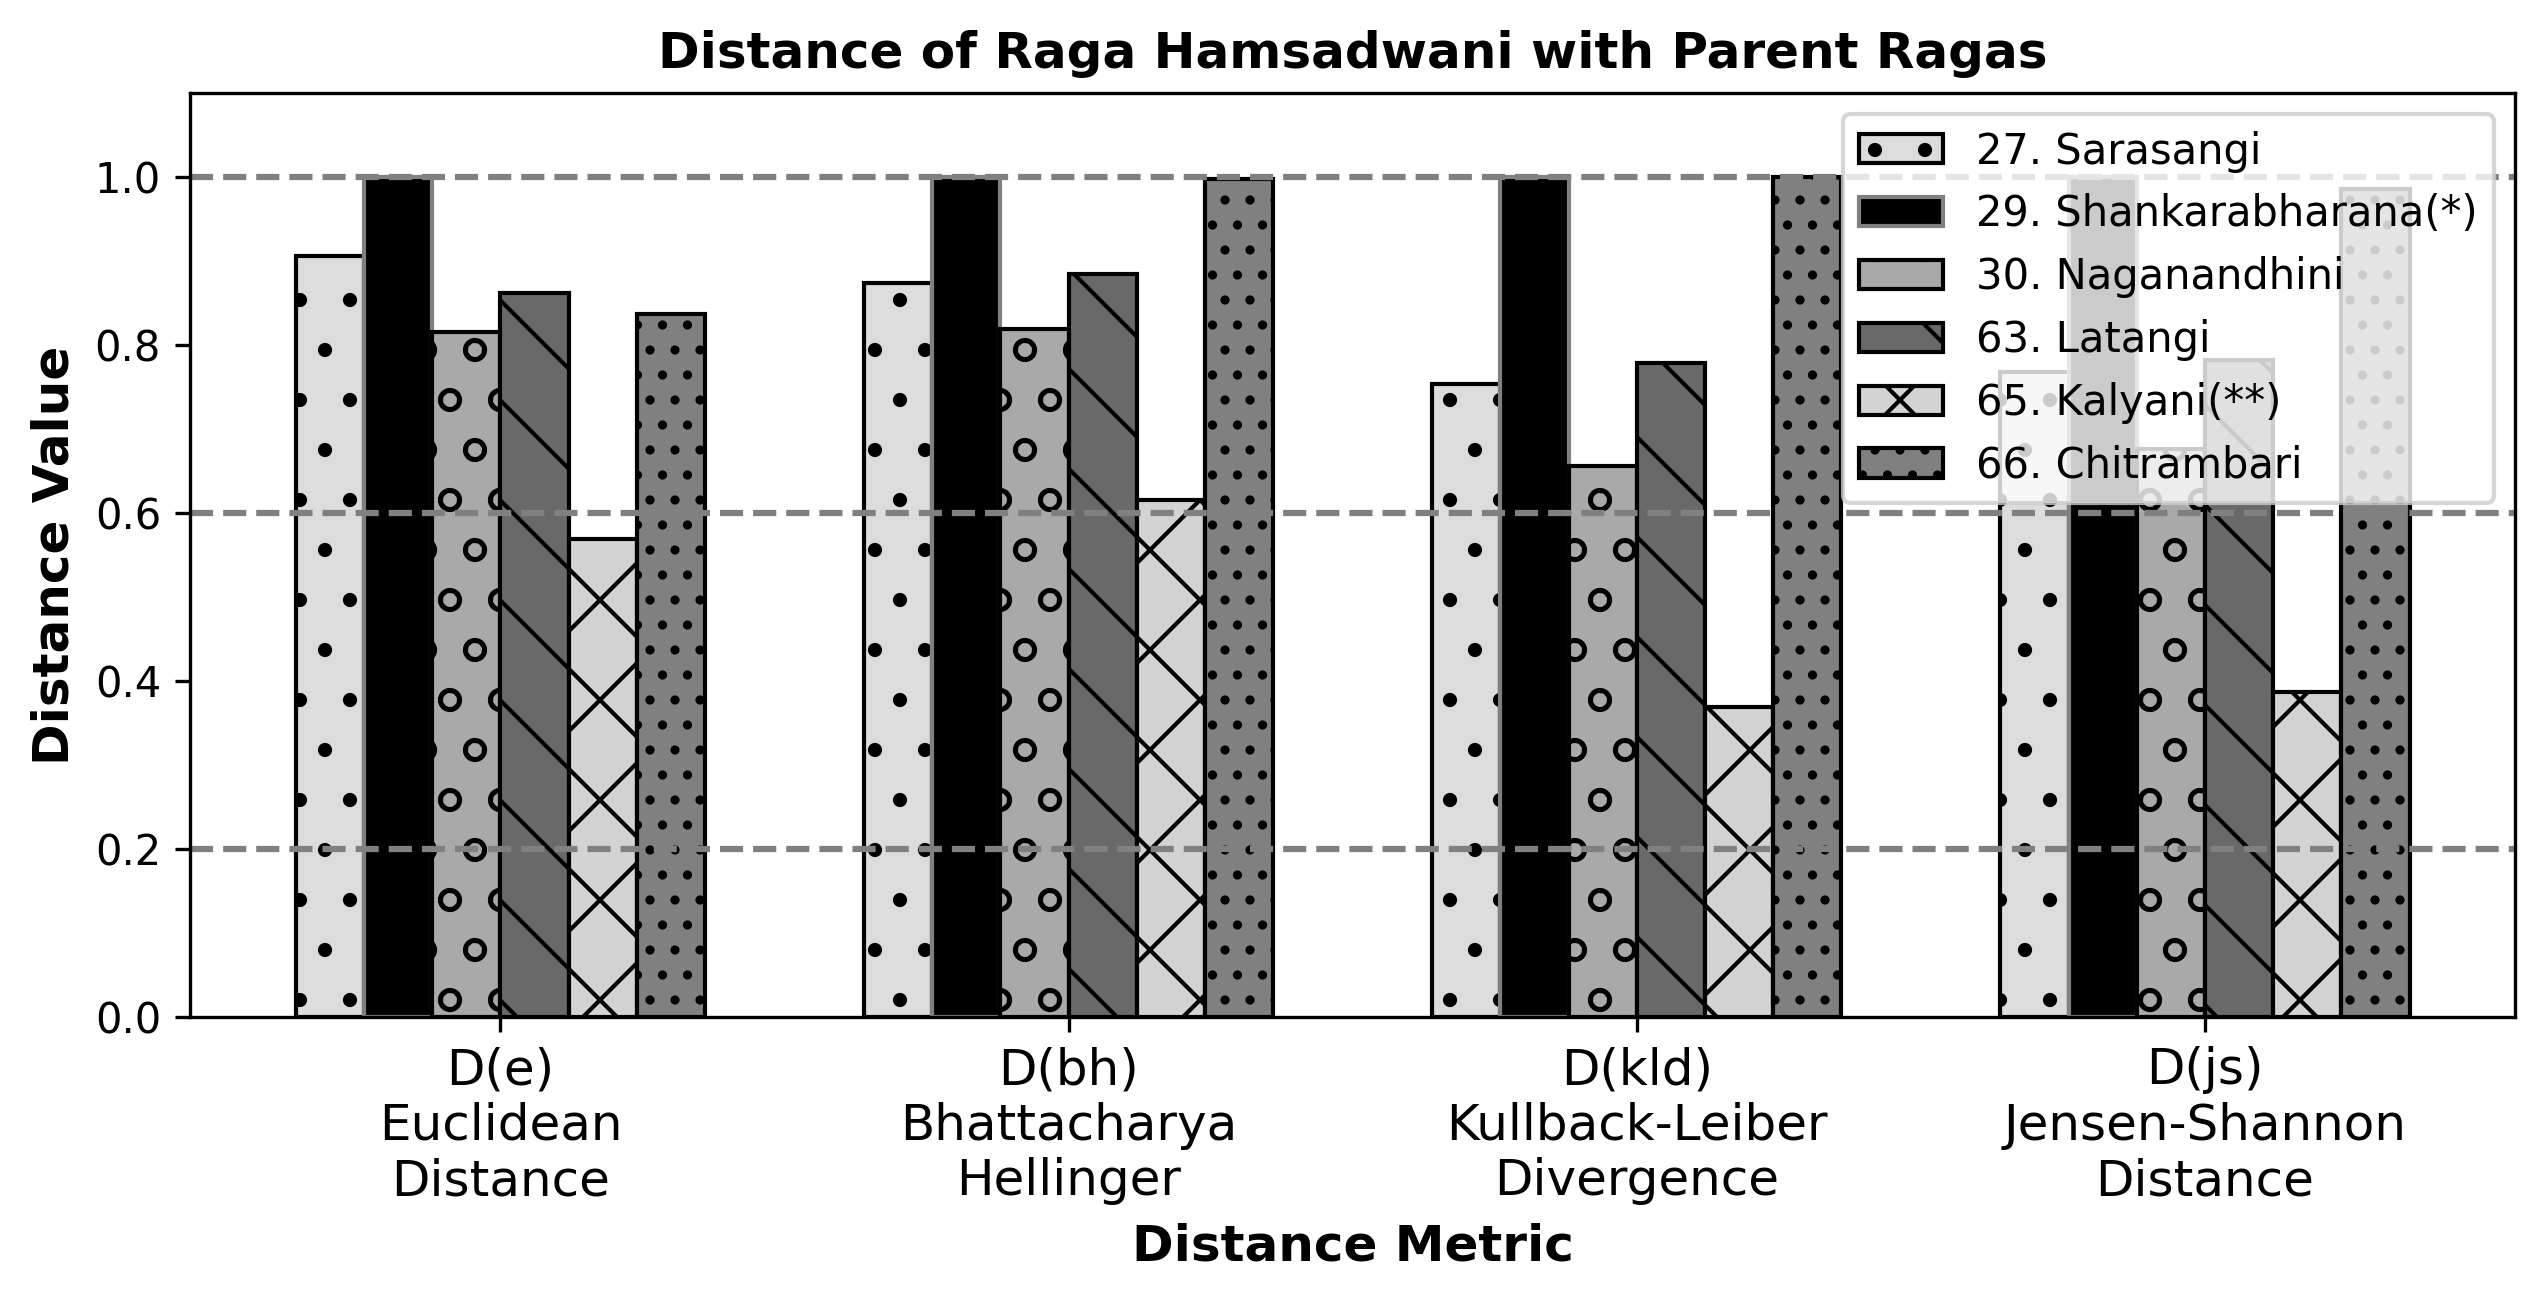 Distance of Raga Hamsadwani with Parent Ragas
Distance Value
1.0
0.8
0.6
0.4
0.2
0.0
27. Sarasangi
29. Shankarabharana(*)
30. Naganandhini
63. Latangi
65. Kalyani(**)
66. Chitrambari
D(e)
Euclidean
Distance
D(bh)
Bhattacharya
Hellinger
D(kld)
Kullback-Leiber
Divergence
D(js)
Jensen-Shannon
Distance
Distance Metric